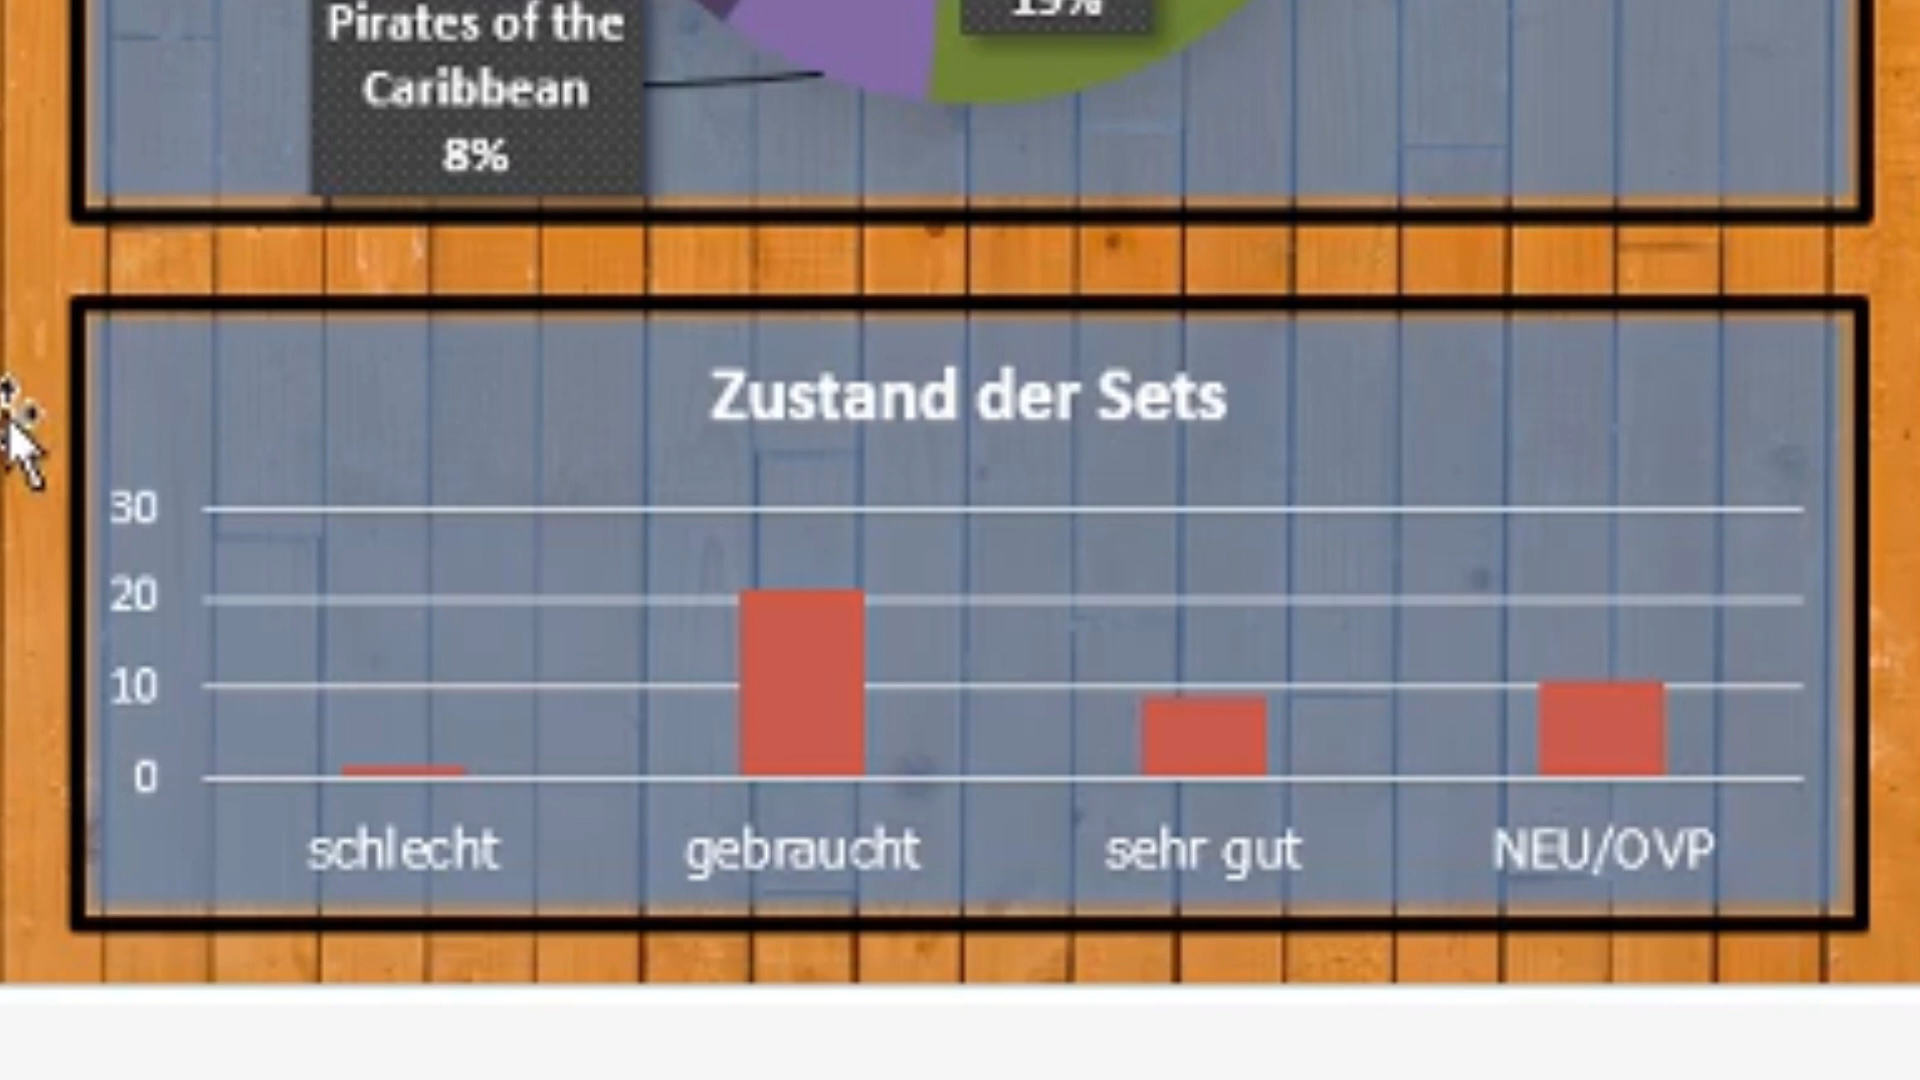 Pirates of the
Caribbean
8%
Zustand der Sets
30
20
10
0
schlecht
gebraucht
sehr gut
NEU/OVP